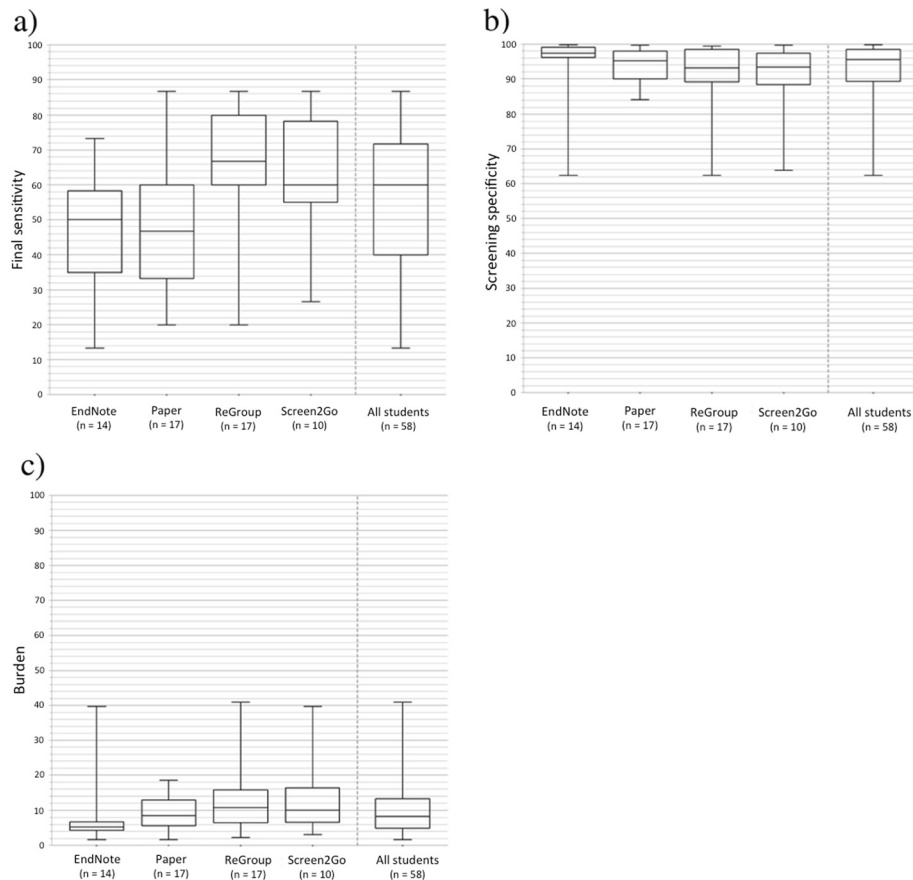 a)
Final sensitivity
100
90
80
70
60
50
40
30
20
10
0
EndNote Paper ReGroup Screen2Go All students
(n = 14) (n = 17) (n = 17) (n = 10) (n = 58)
b)
Screening specificity
100
90
80
70
60
50
40
30
20
10
0
EndNote Paper ReGroup Screen2Go All students
(n = 14) (n = 17) (n = 17) (n = 10) (n = 58)
c)
Burden
100
90
80
70
60
50
40
30
20
10
0
EndNote Paper ReGroup Screen2Go All students
(n = 14) (n = 17) (n = 17) (n = 10) (n = 58)